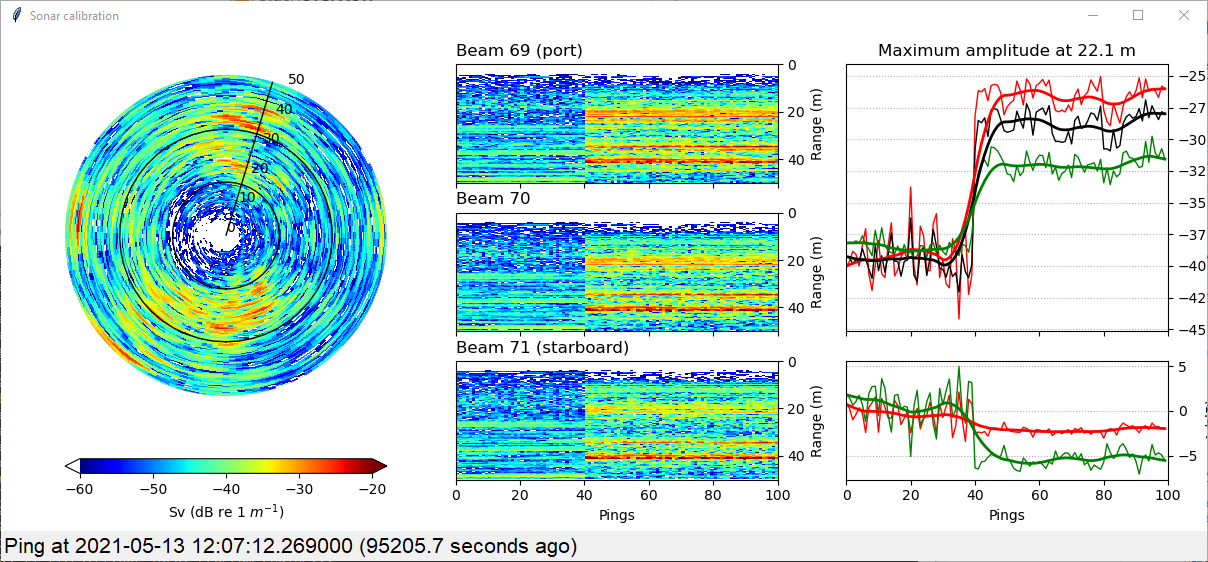 Sonar calibration
50
40
30
20
10
0
−60 −50 −40 −30 −20
Sv (dB re 1 m⁻¹)
Beam 69 (port)
0
20
40
Range (m)
Beam 70
0
20
40
Range (m)
Beam 71 (starboard)
0
20
40
Range (m)
0 20 40 60 80 100
Pings
Maximum amplitude at 22.1 m
−25
−27
−30
−32
−35
−37
−40
−42
−45
5
0
−5
0 20 40 60 80 100
Pings
Ping at 2021-05-13 12:07:12.269000 (95205.7 seconds ago)